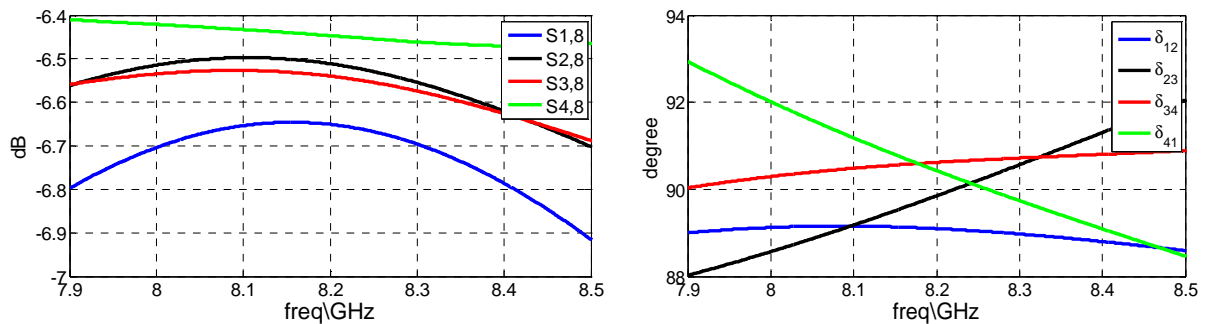 -6.4
-6.5
-6.6
-6.7
-6.8
-6.9
-7
dB
7.9 8 8.1 8.2 8.3 8.4 8.5
freq\GHz
S1,8
S2,8
S3,8
S4,8
94
92
90
88
degree
7.9 8 8.1 8.2 8.3 8.4 8.5
freq\GHz
δ12
δ23
δ34
δ41